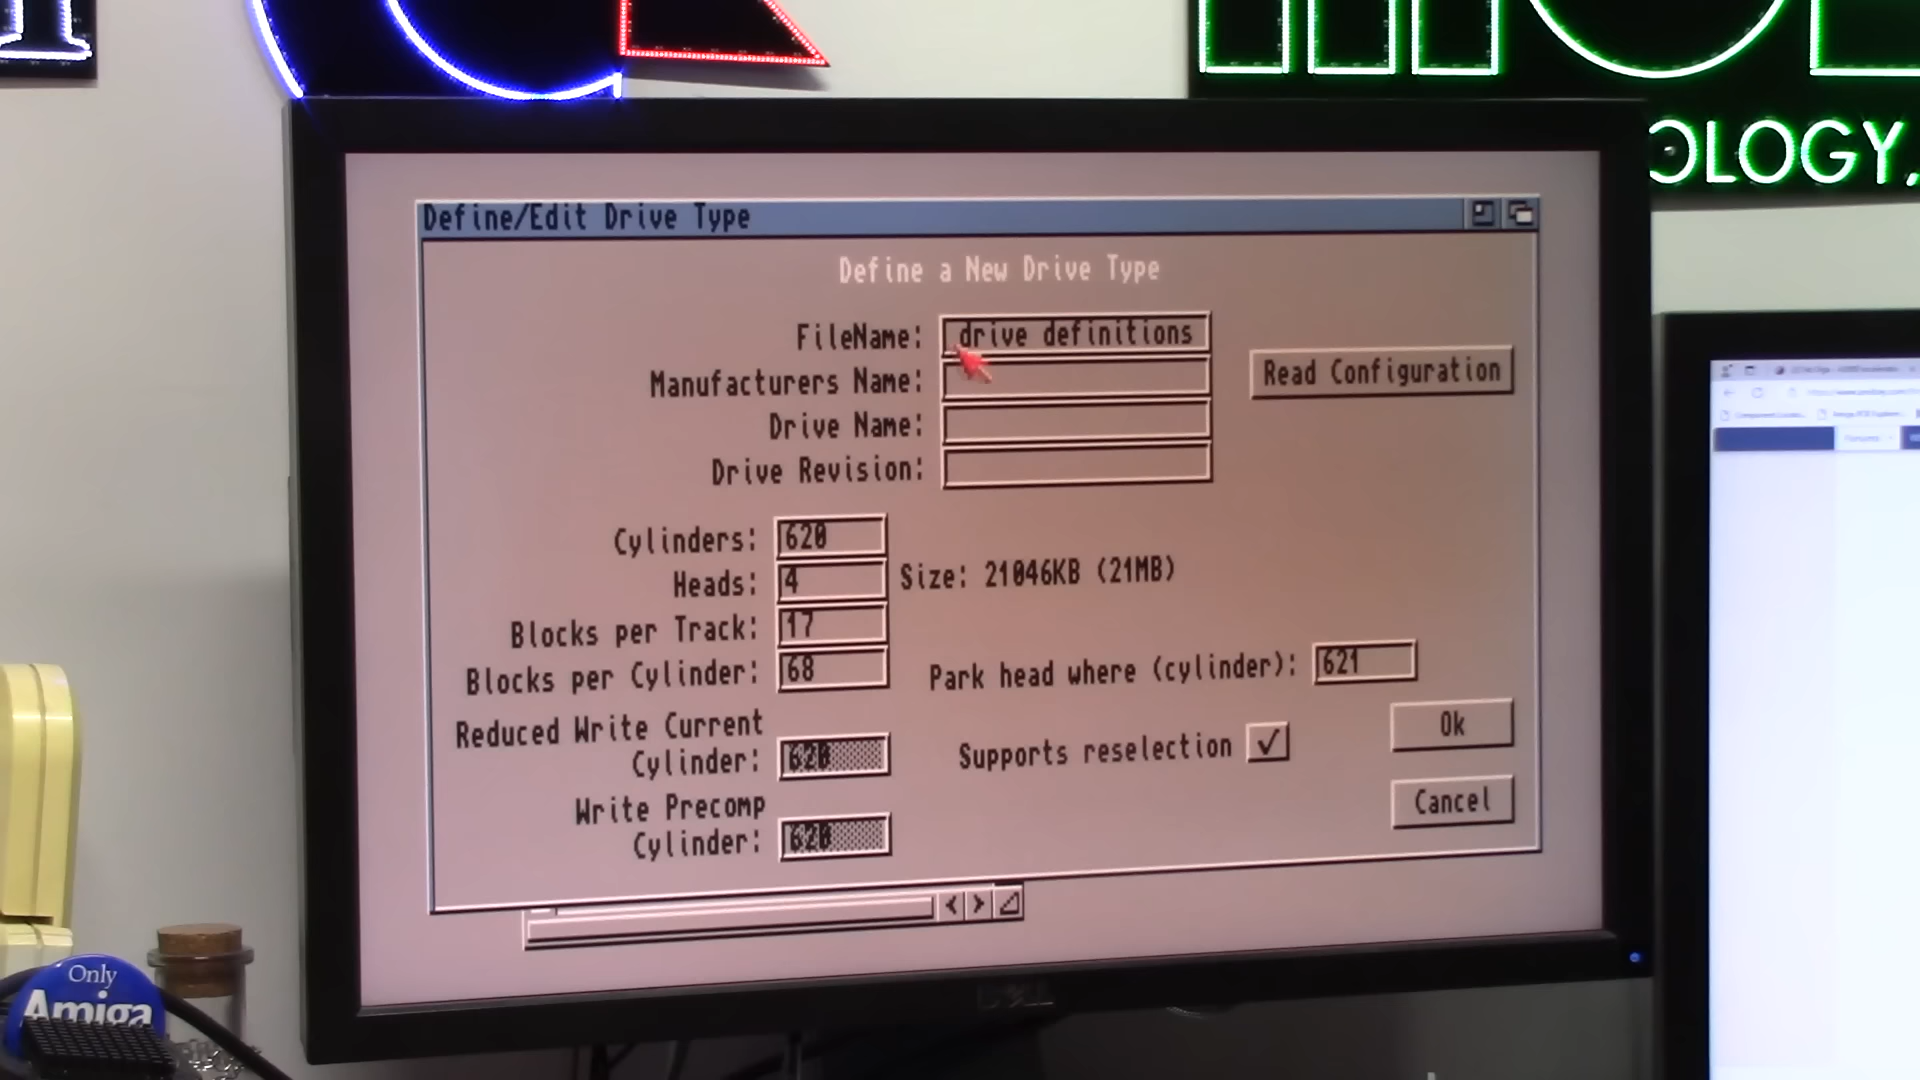 OLOGY,
Define/Edit Drive Type
Define a New Drive Type
FileName: drive definitions
Manufacturers Name:
Read Configuration
Drive Name:
Drive Revision:
Cylinders: 620
Heads: 4
Size: 21046KB (21MB)
Blocks per Track: 17
Blocks per Cylinder: 68
Park head where (cylinder): 621
Reduced Write Current
Cylinder: 620
Supports reselection
Ok
Write Precomp
Cylinder: 620
Cancel
DELL
Only
Amiga